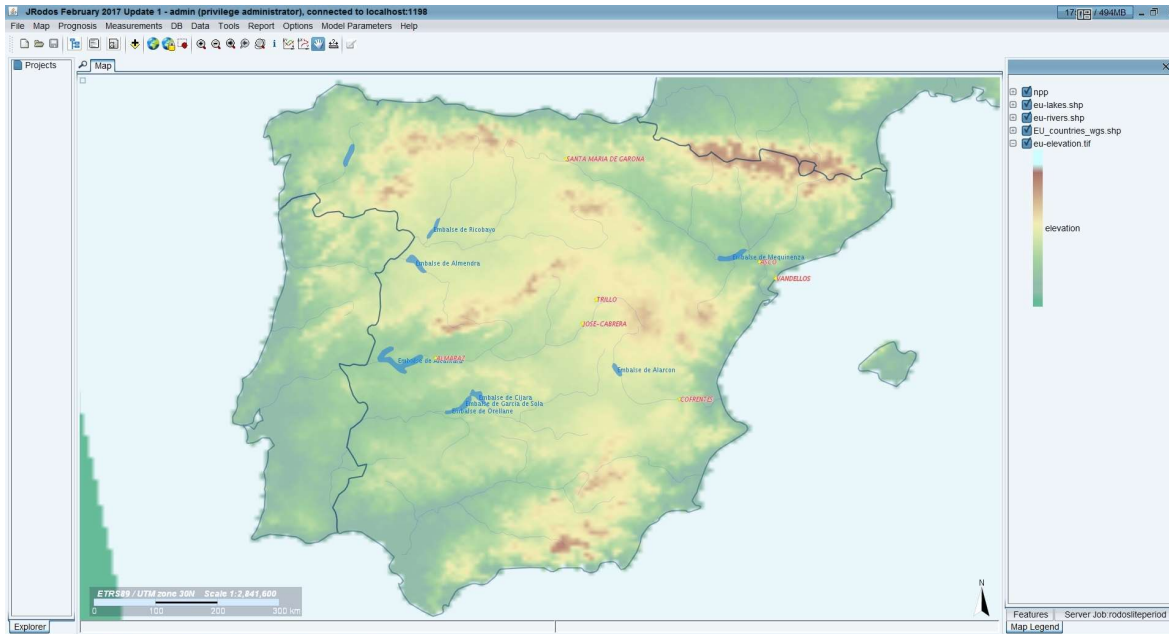 JRodos February 2017 Update 1 - admin (privilege administrator), connected to localhost:1198
/ 494MB
File Map Prognosis Measurements DB Data Tools Report Options Model Parameters Help
Projects
Map
npp
eu-lakes.shp
eu-rivers.shp
EU_countries_wgs.shp
eu-elevation.tif
elevation
SANTA MARIA DE GARONA
Embalse de Ricobayo
Embalse de Almendra
Embalse de Mequinenza
ASCO
VANDELLOS
TRILLO
JOSE-CABRERA
Embalse de
ALMARAZ
Embalse de Alarcon
Embalse de Cijara
Embalse de Garcia de Sola
Embalse de Orellano
COFRENTES
ETRS89 / UTM zone 30N Scale 1:2,841,600
0 100 200 300 km
N
Features Server Job:rodosliteperiod
Explorer
Map Legend